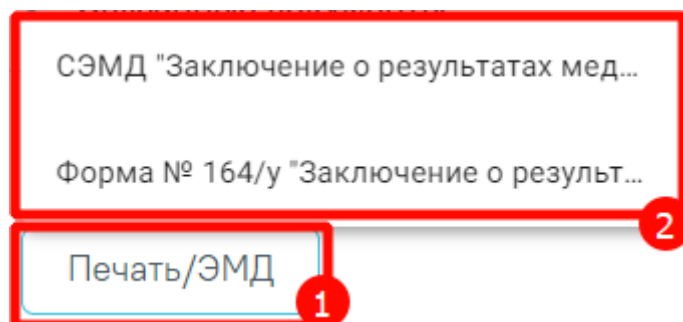 СЭМД "Заключение о результатах мед...
Форма № 164/у "Заключение о результ...
2
Печать/ЭМД
1